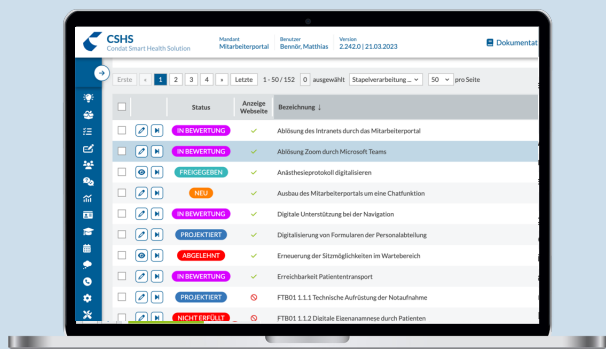 CSHS
Condat Smart Health Solution
Mandant
Mitarbeiterportal
Benutzer
Bennör, Matthias
Version
2.242.0 | 21.03.2023
Dokumentat
Erste « 1 2 3 4 » Letzte 1 - 50 / 152 0 ausgewählt Stapelverarbeitung ... 50 pro Seite
Status Anzeige Webseite Bezeichnung ↓
IN BEWERTUNG Ablösung des Intranets durch das Mitarbeiterportal
IN BEWERTUNG Ablösung Zoom durch Microsoft Teams
FREIGEGEBEN Anästhesieprotokoll digitalisieren
NEU Ausbau des Mitarbeiterportals um eine Chatfunktion
IN BEWERTUNG Digitale Unterstützung bei der Navigation
PROJEKTIERT Digitalisierung von Formularen der Personalabteilung
ABGELEHNT Erneuerung der Sitzmöglichkeiten im Wartebereich
IN BEWERTUNG Erreichbarkeit Patiententransport
PROJEKTIERT FTB01 1.1.1 Technische Aufrüstung der Notaufnahme
NICHT ERFÜLLT FTB01 1.1.2 Digitale Eigenanamnese durch Patienten